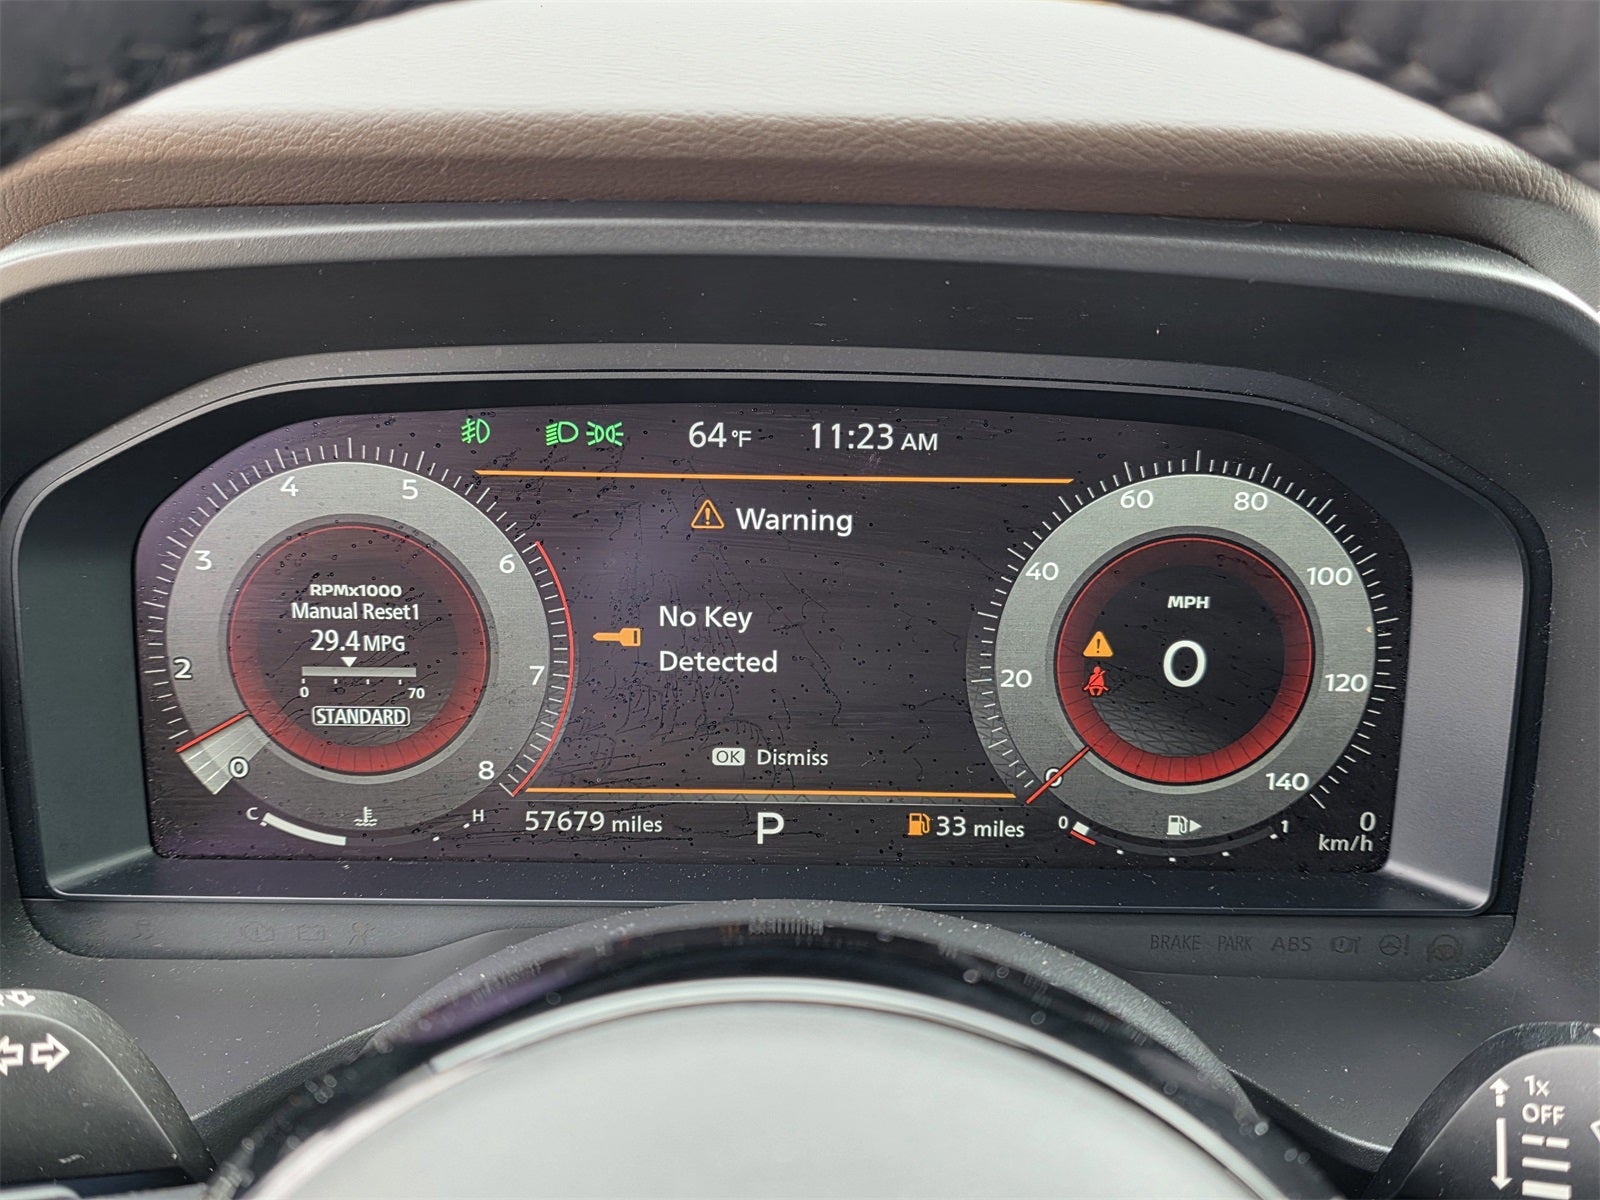 64°F 11:23 AM
Warning
No Key
Detected
OK Dismiss
4 5
3 6
2 7
0 8
RPMx1000
Manual Reset1
29.4 MPG
0 70
STANDARD
C H
57679 miles P 33 miles
60 80
40 100
20 120
0 140
MPH
0
0 1
0
km/h
BRAKE PARK ABS
1x
OFF